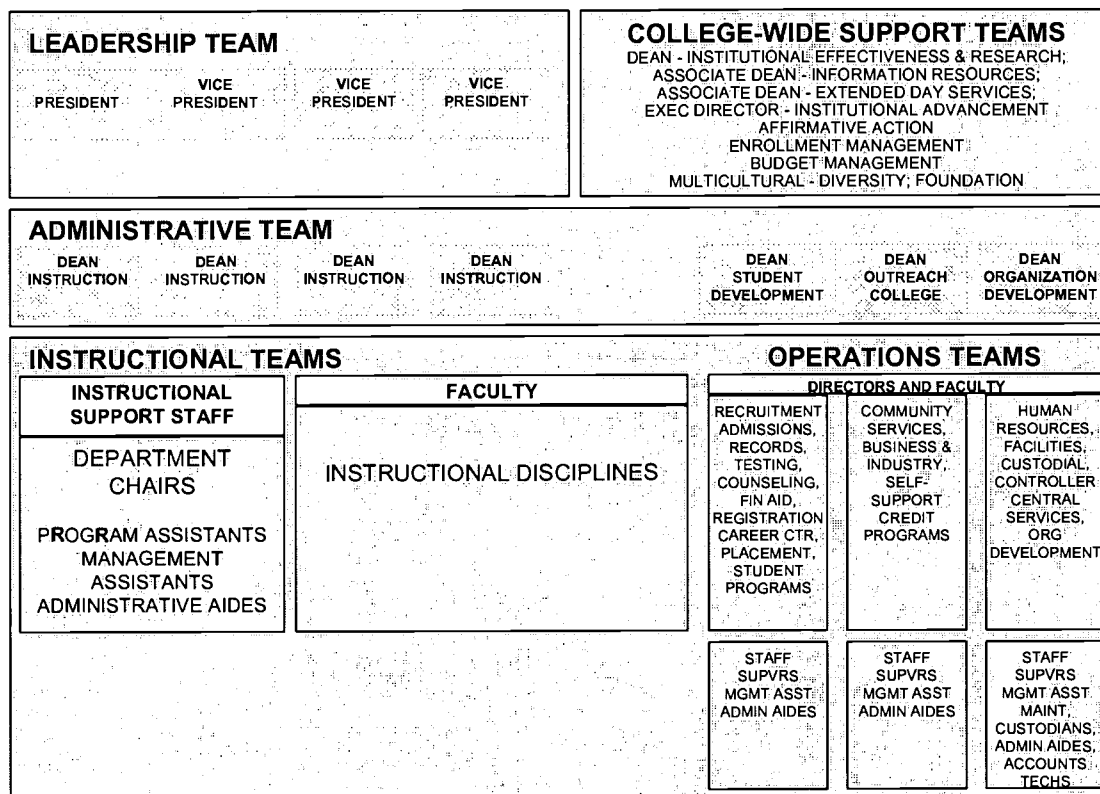 LEADERSHIP TEAM
PRESIDENT
VICE
PRESIDENT
VICE
PRESIDENT
VICE
PRESIDENT
COLLEGE-WIDE SUPPORT TEAMS
DEAN - INSTITUTIONAL EFFECTIVENESS & RESEARCH;
ASSOCIATE DEAN - INFORMATION RESOURCES;
ASSOCIATE DEAN - EXTENDED DAY SERVICES;
EXEC DIRECTOR - INSTITUTIONAL ADVANCEMENT
AFFIRMATIVE ACTION
ENROLLMENT MANAGEMENT
BUDGET MANAGEMENT
MULTICULTURAL - DIVERSITY; FOUNDATION
ADMINISTRATIVE TEAM
DEAN
INSTRUCTION
DEAN
INSTRUCTION
DEAN
INSTRUCTION
DEAN
INSTRUCTION
DEAN
STUDENT
DEVELOPMENT
DEAN
OUTREACH
COLLEGE
DEAN
ORGANIZATION
DEVELOPMENT
INSTRUCTIONAL TEAMS
INSTRUCTIONAL
SUPPORT STAFF
DEPARTMENT
CHAIRS
PROGRAM ASSISTANTS
MANAGEMENT
ASSISTANTS
ADMINISTRATIVE AIDES
FACULTY
INSTRUCTIONAL DISCIPLINES
OPERATIONS TEAMS
DIRECTORS AND FACULTY
RECRUITMENT
ADMISSIONS,
RECORDS,
TESTING,
COUNSELING,
FIN AID,
REGISTRATION
CAREER CTR,
PLACEMENT,
STUDENT
PROGRAMS
COMMUNITY
SERVICES,
BUSINESS &
INDUSTRY,
SELF-
SUPPORT
CREDIT
PROGRAMS
HUMAN
RESOURCES,
FACILITIES,
CUSTODIAL,
CONTROLLER
CENTRAL
SERVICES,
ORG
DEVELOPMENT
STAFF
SUPVRS
MGMT ASST
ADMIN AIDES
STAFF
SUPVRS
MGMT ASST
ADMIN AIDES
STAFF
SUPVRS
MGMT ASST
MAINT,
CUSTODIANS,
ADMIN AIDES,
ACCOUNTS
TECHS